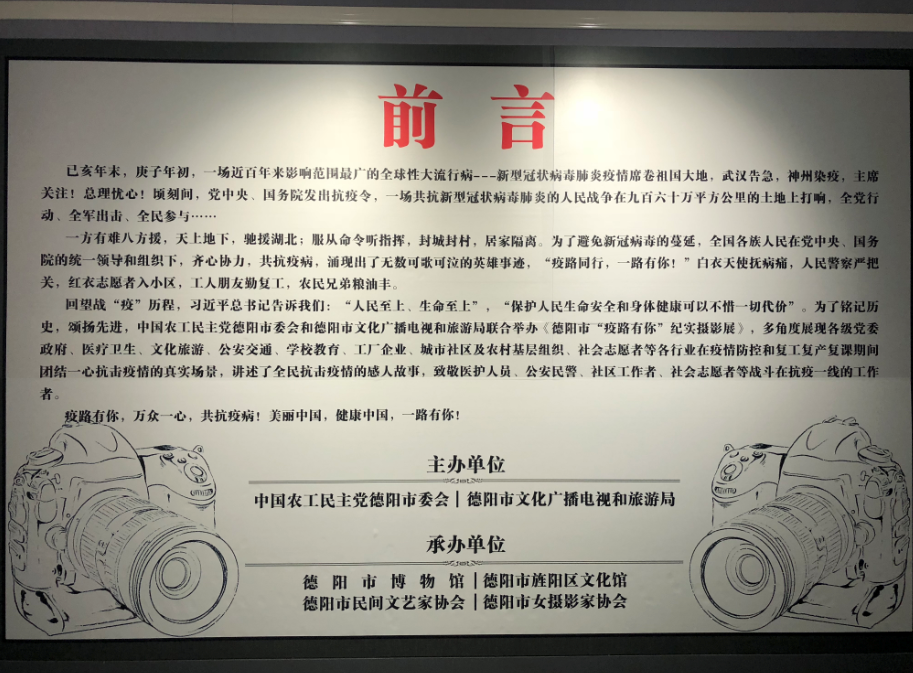 前言
已亥年末，庚子年初，一场近百年来影响范围最广的全球性大流行病---新型冠状病毒肺炎疫情席卷祖国大地，武汉告急，神州染疫，主席
关注！总理忧心！顷刻间，党中央、国务院发出抗疫令，一场共抗新型冠状病毒肺炎的人民战争在九百六十万平方公里的土地上打响，全党行
动、全军出击、全民参与……
一方有难八方援，天上地下，驰援湖北；服从命令听指挥，封城封村，居家隔离。为了避免新冠病毒的蔓延，全国各族人民在党中央、国务
院的统一领导和组织下，齐心协力，共抗疫病，涌现出了无数可歌可泣的英雄事迹，“疫路同行，一路有你！”白衣天使抚病痛，人民警察严把
关，红衣志愿者入小区，工人朋友勤复工，农民兄弟粮油丰。
回望战“疫”历程，习近平总书记告诉我们：“人民至上、生命至上”，“保护人民生命安全和身体健康可以不惜一切代价”。为了铭记历
史，颂扬先进，中国农工民主党德阳市委会和德阳市文化广播电视和旅游局联合举办《德阳市“疫路有你”纪实摄影展》，多角度展现各级党委
政府、医疗卫生、文化旅游、公安交通、学校教育、工厂企业、城市社区及农村基层组织、社会志愿者等各行业在疫情防控和复工复产复课期间
团结一心抗击疫情的真实场景，讲述了全民抗击疫情的感人故事，致敬医护人员、公安民警、社区工作者、社会志愿者等战斗在抗疫一线的工作
者。
疫路有你，万众一心，共抗疫病！美丽中国，健康中国，一路有你！
主办单位
中国农工民主党德阳市委会｜德阳市文化广播电视和旅游局
承办单位
德阳市博物馆｜德阳市旌阳区文化馆
德阳市民间文艺家协会｜德阳市女摄影家协会